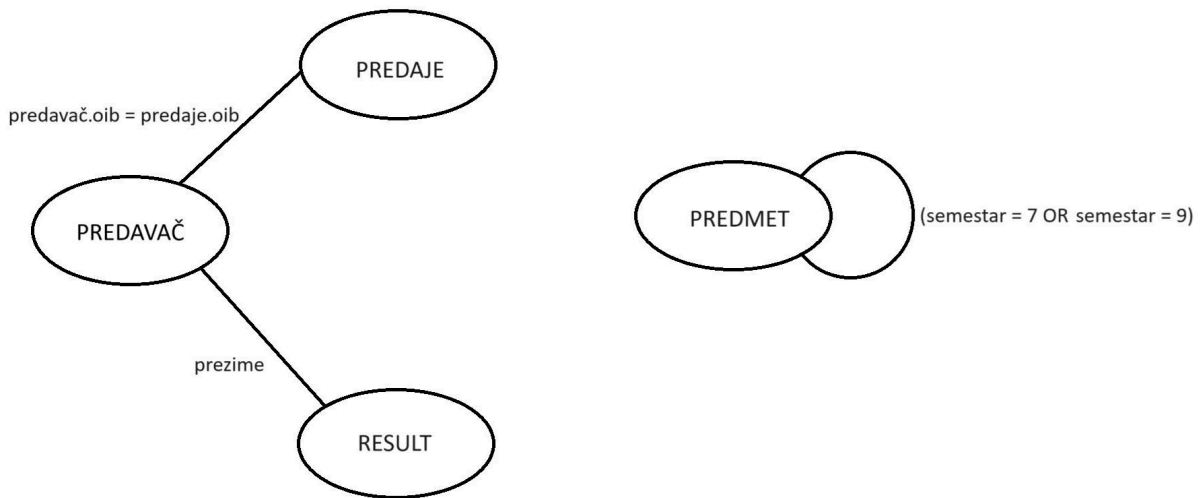 PREDAJE
predavač.oib = predaje.oib
PREDAVAČ
prezime
RESULT
PREDMET
(semestar = 7 OR semestar = 9)